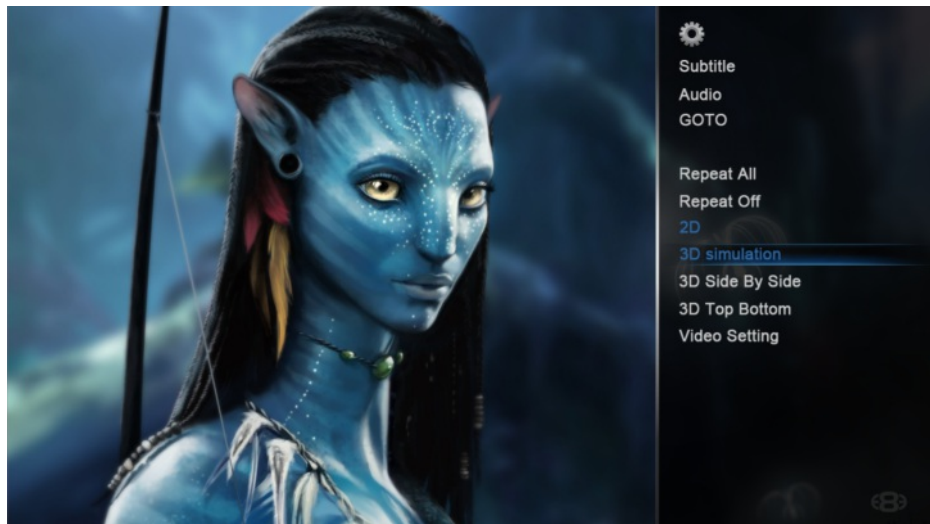 Subtitle
Audio
GOTO
Repeat All
Repeat Off
2D
3D simulation
3D Side By Side
3D Top Bottom
Video Setting